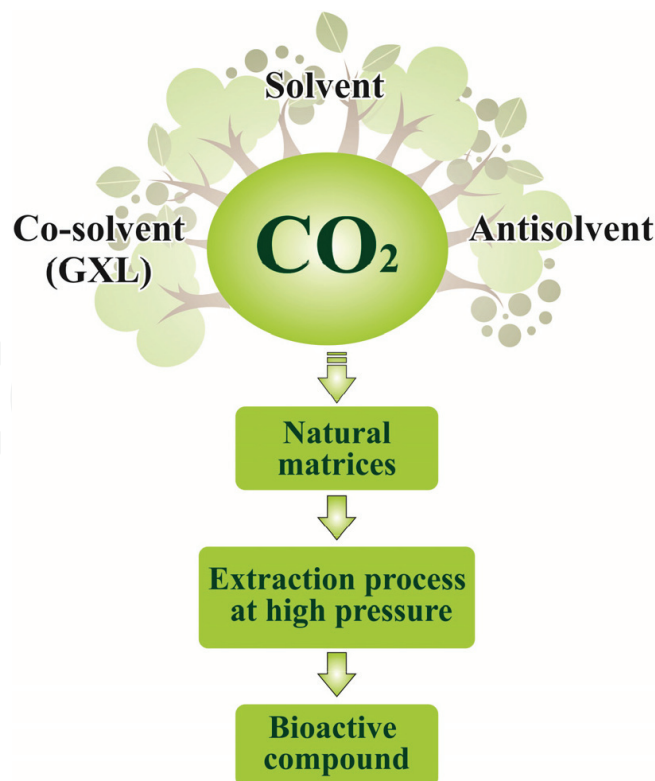 Solvent
Co-solvent
(GXL)
CO₂
Antisolvent
Natural
matrices
Extraction process
at high pressure
Bioactive
compound